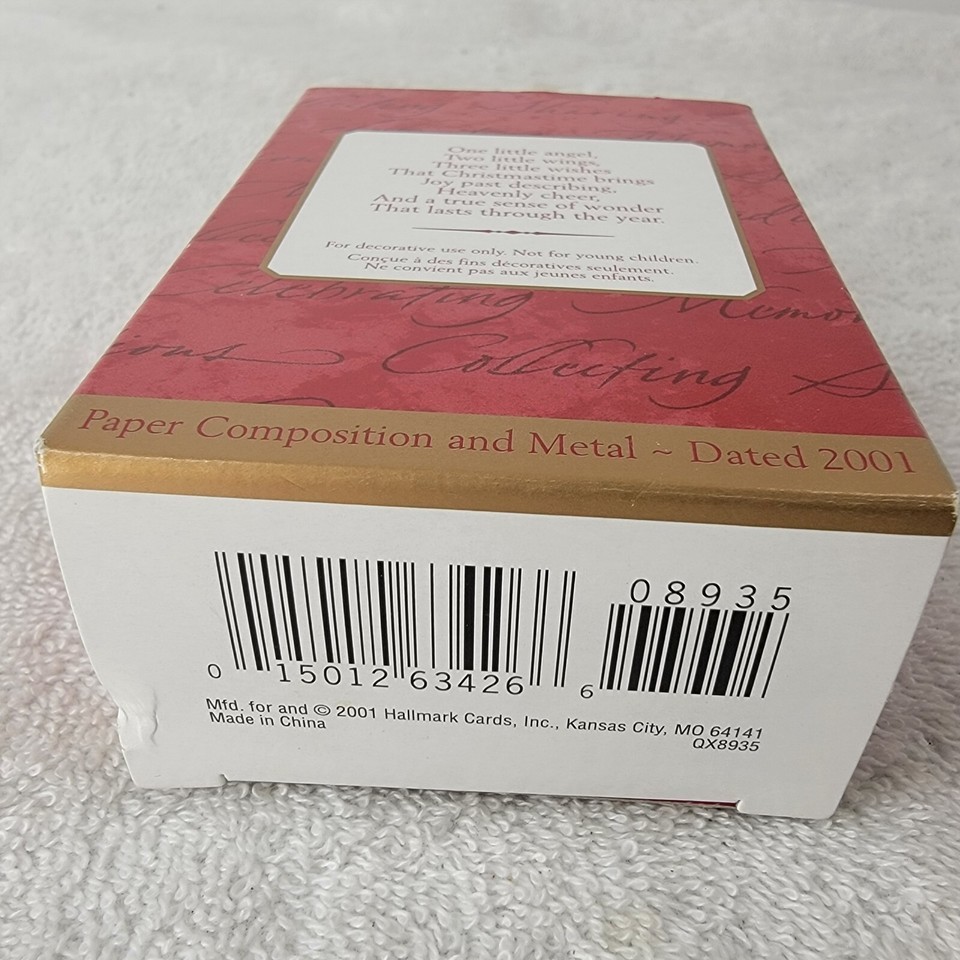 One little angel,
Two little wings,
Three little wishes
That Christmastime brings
Joy past describing,
Heavenly cheer,
And a true sense of wonder
That lasts through the year.
For decorative use only. Not for young children.
Conçue à des fins décoratives seulement.
Ne convient pas aux jeunes enfants.
Celebrating Memor
ious Collecting
Paper Composition and Metal ~ Dated 2001
08935
0 15012 63426 6
Mfd. for and © 2001 Hallmark Cards, Inc., Kansas City, MO 64141
Made in China QX8935